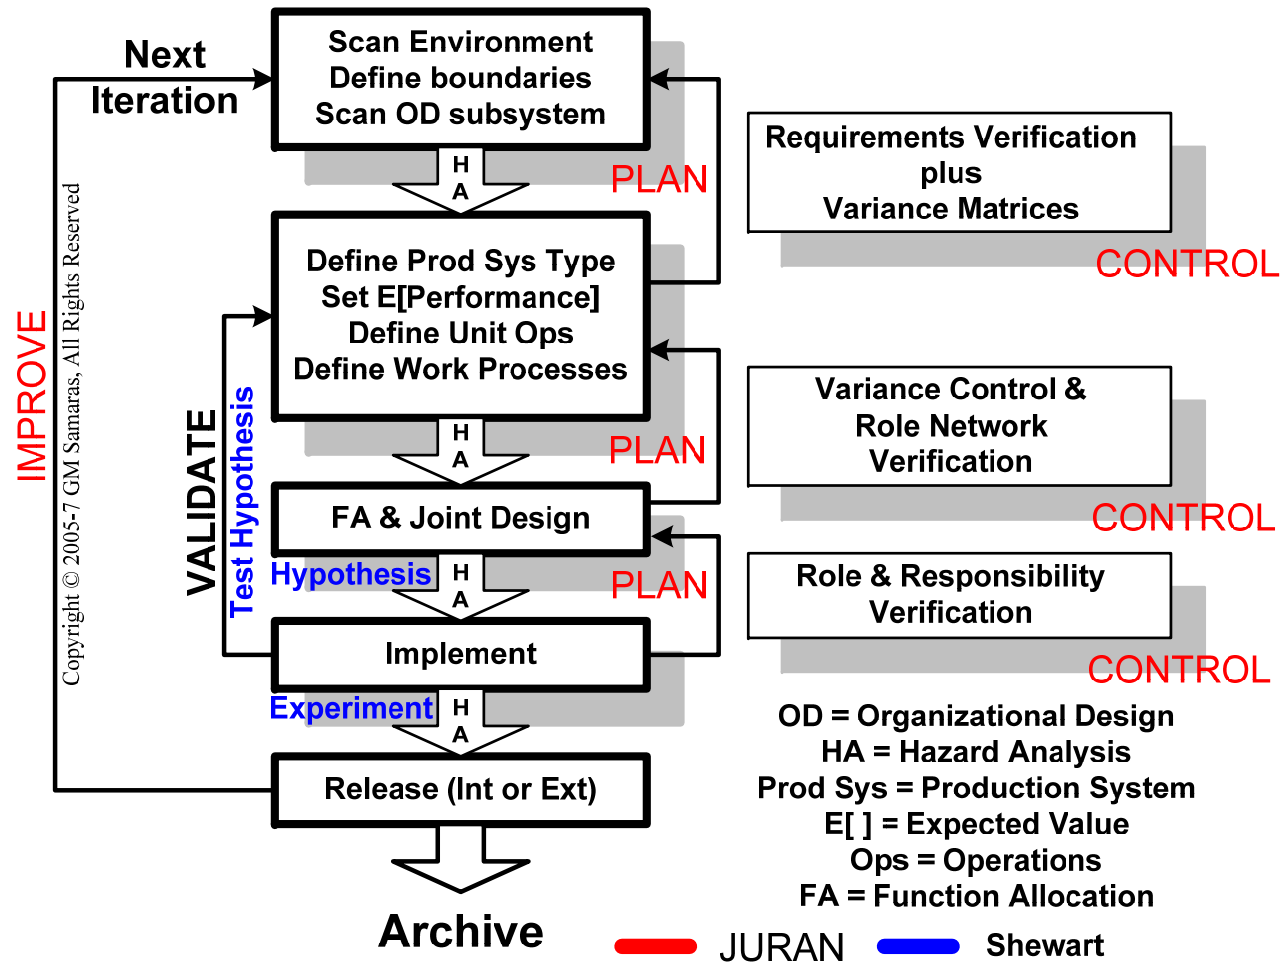 Next
Iteration
Scan Environment
Define boundaries
Scan OD subsystem
H
A
PLAN
Requirements Verification
plus
Variance Matrices
CONTROL
Define Prod Sys Type
Set E[Performance]
Define Unit Ops
Define Work Processes
H
A
PLAN
Variance Control &
Role Network
Verification
CONTROL
IMPROVE
Copyright © 2005-7 GM Samaras, All Rights Reserved
VALIDATE
Test Hypothesis
FA & Joint Design
Hypothesis
H
A
PLAN
Role & Responsibility
Verification
CONTROL
Implement
Experiment
H
A
Release (Int or Ext)
Archive
OD = Organizational Design
HA = Hazard Analysis
Prod Sys = Production System
E[ ] = Expected Value
Ops = Operations
FA = Function Allocation
JURAN
Shewart